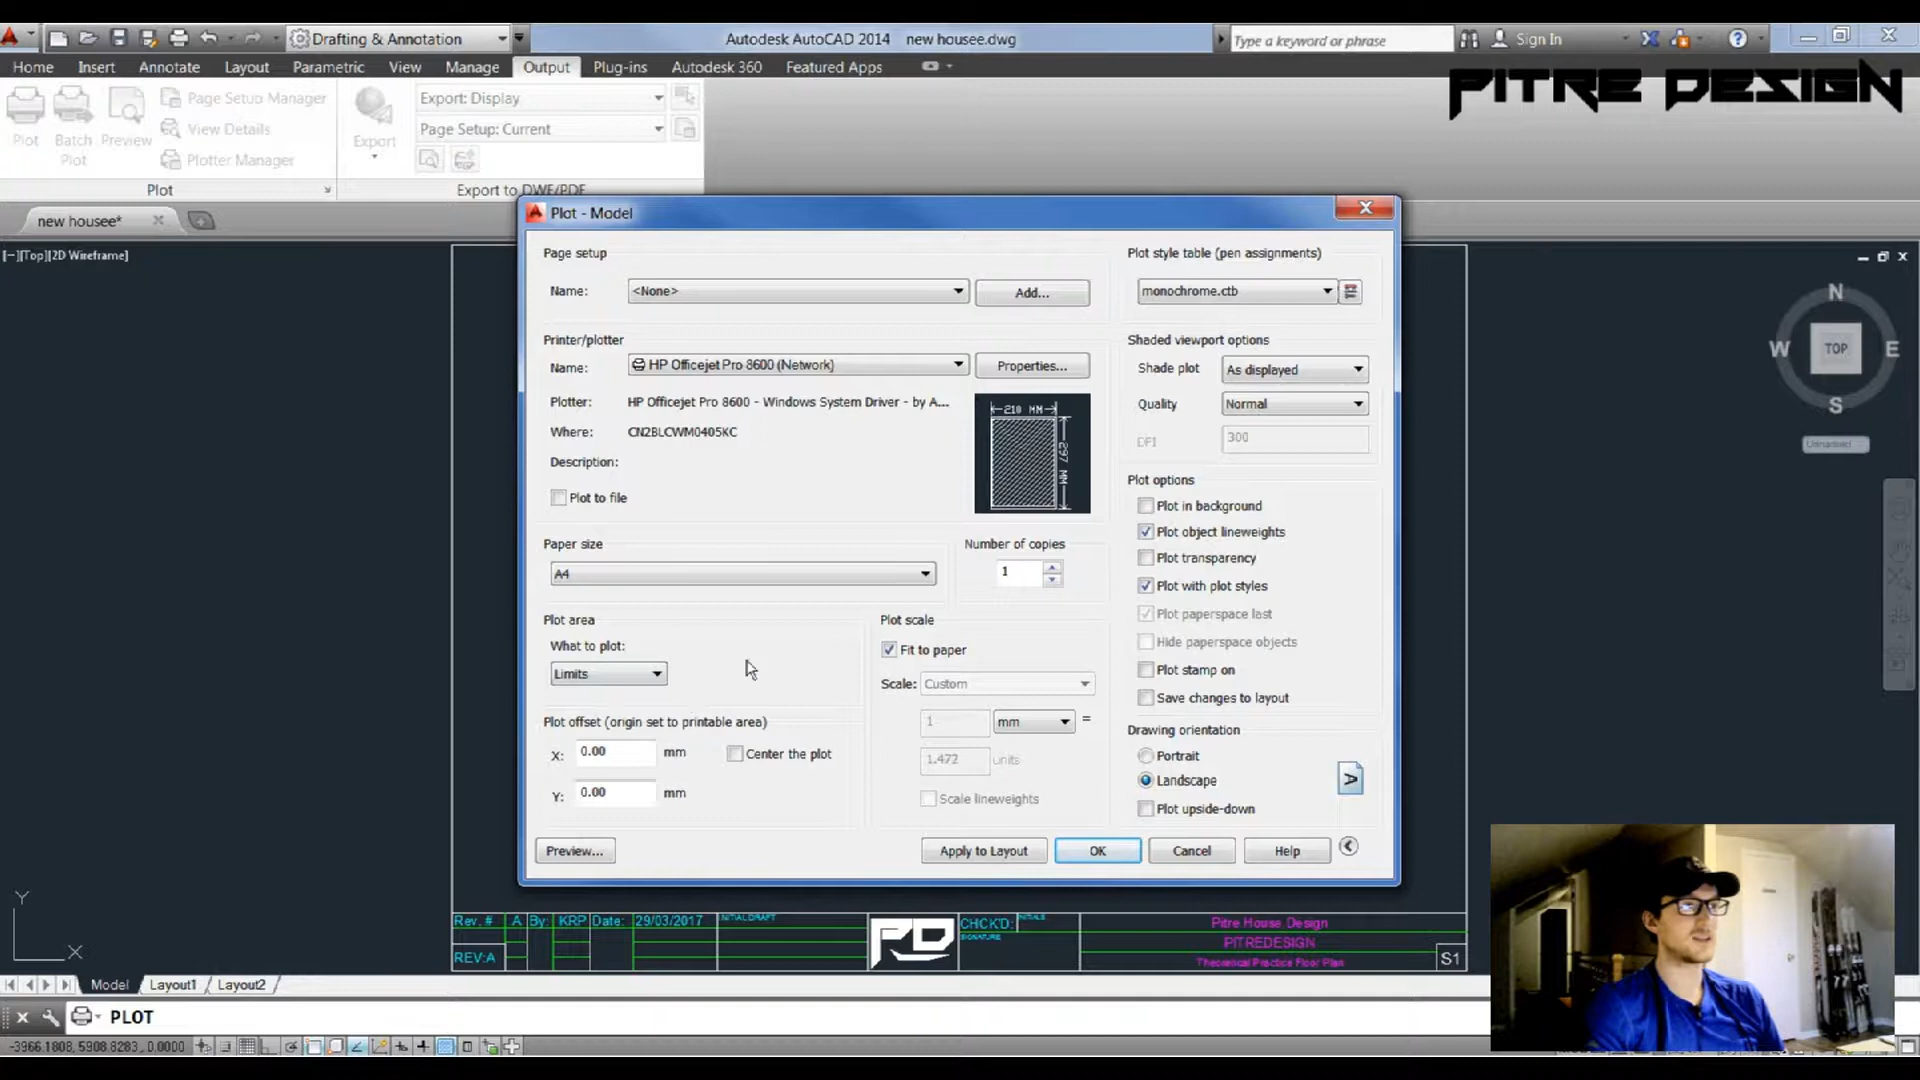 Drafting & Annotation
Autodesk AutoCAD 2014 new housee.dwg
Type a keyword or phrase
Sign In
Home Insert Annotate Layout Parametric View Manage Output Plug-ins Autodesk 360 Featured Apps
PITRE DESIGN
Plot
Batch Plot
Preview
Page Setup Manager
View Details
Plotter Manager
Export
Export: Display
Page Setup: Current
Plot
Export to DWF/PDF
new housee*
[−][Top][2D Wireframe]
N
W TOP E
S
Unnamed
Plot - Model
Page setup
Name: <None> Add...
Printer/plotter
Name: HP Officejet Pro 8600 (Network) Properties...
Plotter: HP Officejet Pro 8600 - Windows System Driver - by A...
Where: CN2BLCWM0405KC
Description:
Plot to file
210 MM
297 MM
Paper size
A4
Number of copies
1
Plot area
What to plot:
Limits
Plot scale
Fit to paper
Scale: Custom
1 mm =
1.472 units
Scale lineweights
Plot offset (origin set to printable area)
X: 0.00 mm Center the plot
Y: 0.00 mm
Plot style table (pen assignments)
monochrome.ctb
Shaded viewport options
Shade plot As displayed
Quality Normal
DPI 300
Plot options
Plot in background
Plot object lineweights
Plot transparency
Plot with plot styles
Plot paperspace last
Hide paperspace objects
Plot stamp on
Save changes to layout
Drawing orientation
Portrait
Landscape
Plot upside-down
A
Preview... Apply to Layout OK Cancel Help
Rev. # A By: KRP Date: 29/03/2017 INITIAL DRAFT
REV:A
PD
CHCK'D: INITIALS
SIGNATURE
Pitre House Design
PITREDESIGN
Theoretical Practice Floor Plan
S1
Y
X
Model Layout1 Layout2
PLOT
-3966.1808, 5908.8283, 0.0000